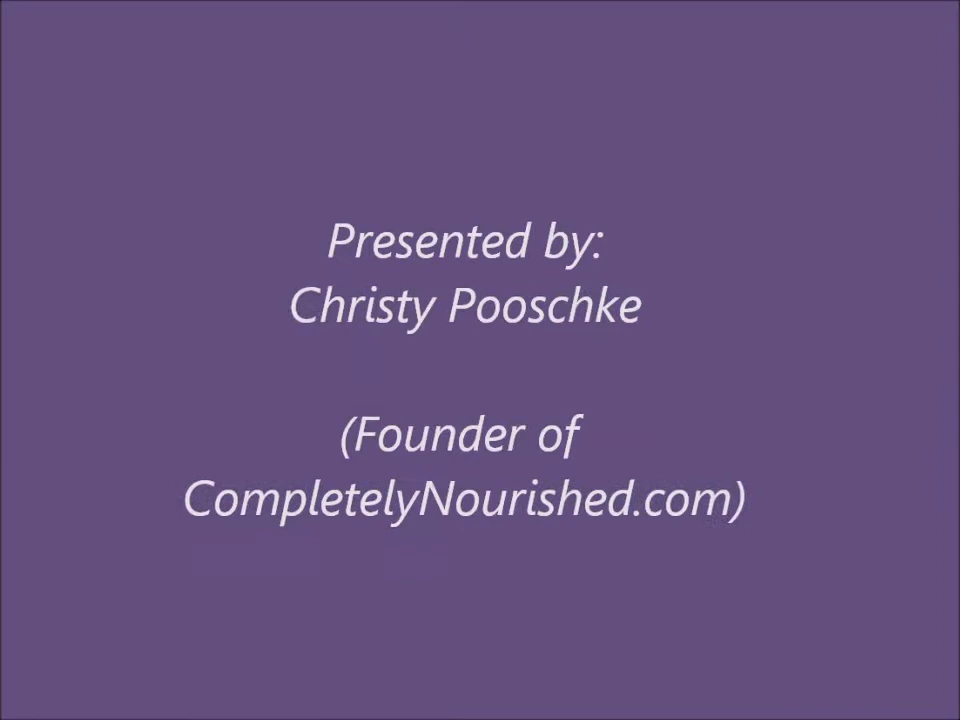 Presented by:
Christy Pooschke
(Founder of
CompletelyNourished.com)